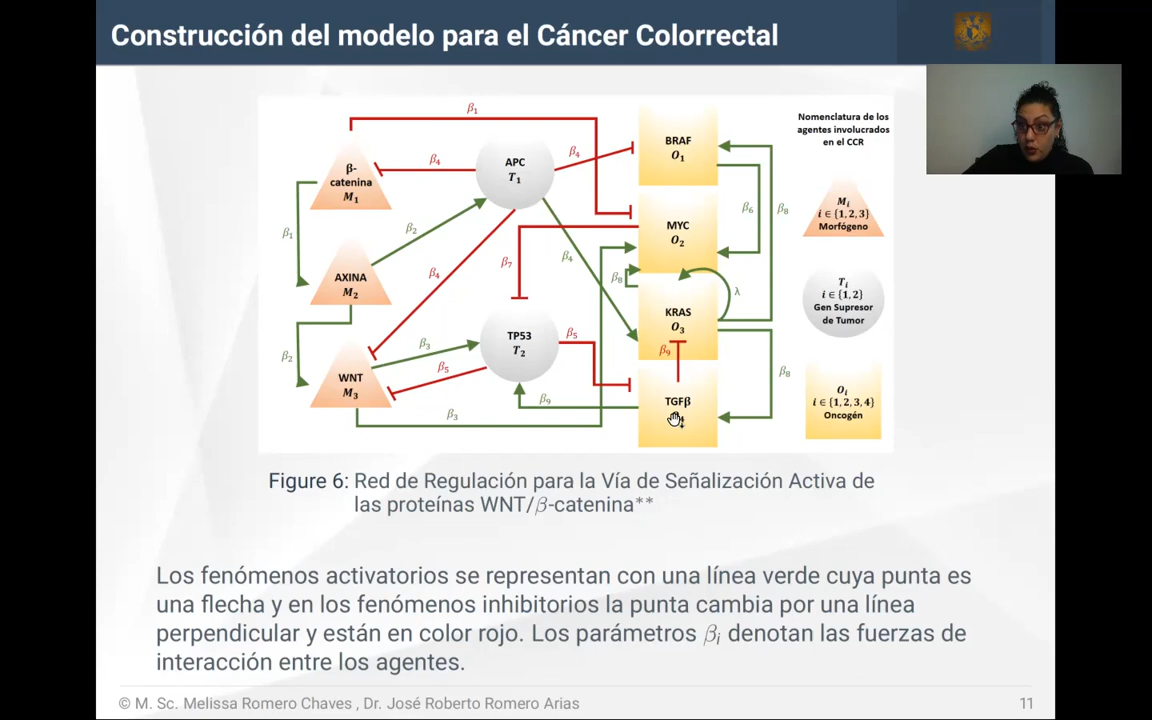 Construcción del modelo para el Cáncer Colorrectal
β1
β-
catenina
M1
β4
APC
T1
β4
BRAF
O1
β1
β2
β6
β8
MYC
O2
AXINA
M2
β4
β7
β4
β8
λ
KRAS
O3
β2
β3
TP53
T2
β5
β9
WNT
M3
β5
β8
β9
TGFβ
β3
Nomenclatura de los
agentes involucrados
en el CCR
Mi
i ∈ {1, 2, 3}
Morfógeno
Ti
i ∈ {1, 2}
Gen Supresor
de Tumor
Oi
i ∈ {1, 2, 3, 4}
Oncogén
Figure 6: Red de Regulación para la Vía de Señalización Activa de
las proteínas WNT/β-catenina**
Los fenómenos activatorios se representan con una línea verde cuya punta es
una flecha y en los fenómenos inhibitorios la punta cambia por una línea
perpendicular y están en color rojo. Los parámetros βi denotan las fuerzas de
interacción entre los agentes.
© M. Sc. Melissa Romero Chaves , Dr. José Roberto Romero Arias
11